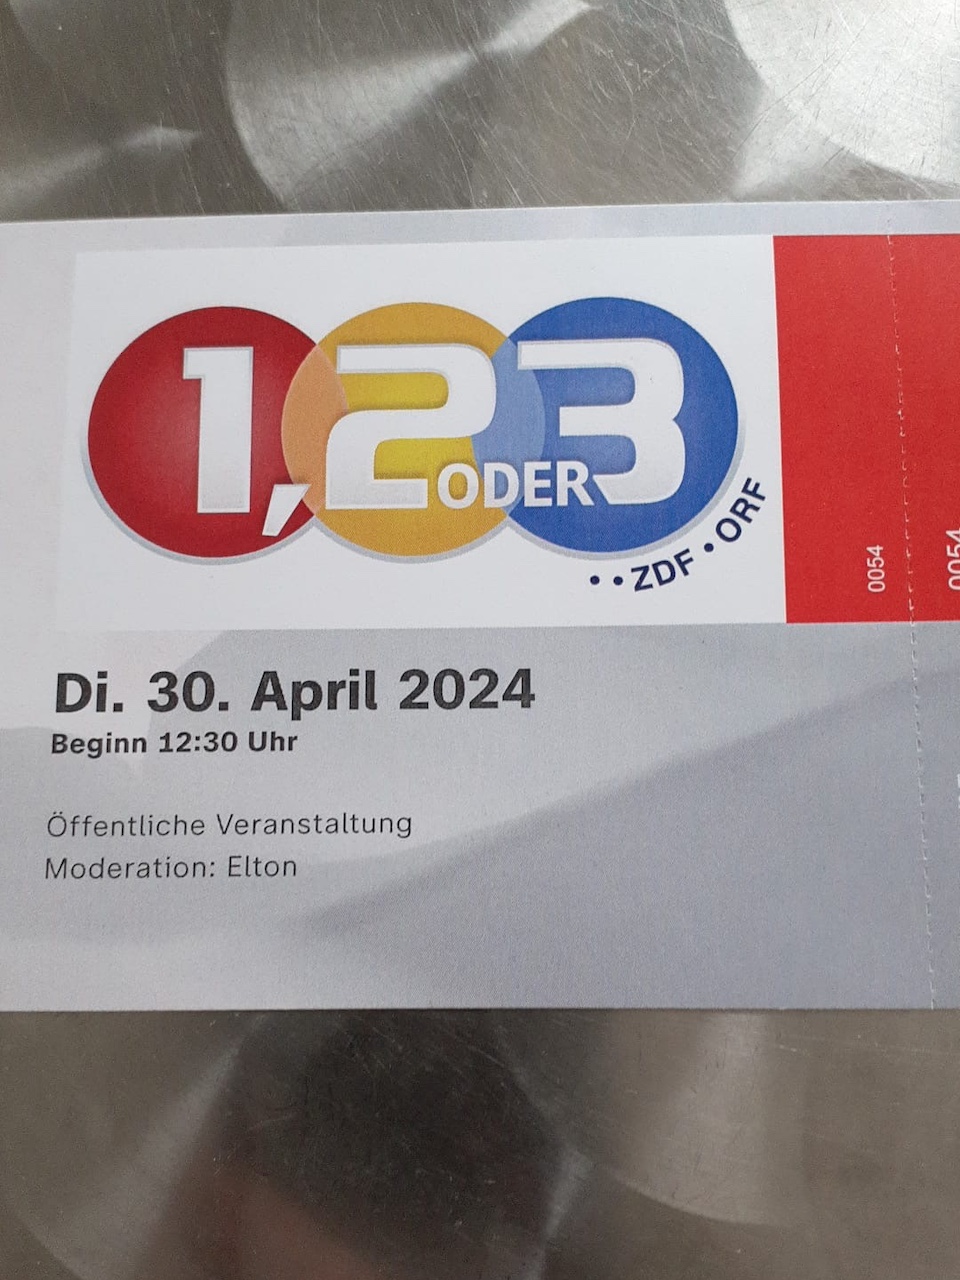 1, 2 ODER 3
ZDF • ORF
0054
0054
Di. 30. April 2024
Beginn 12:30 Uhr
Öffentliche Veranstaltung
Moderation: Elton